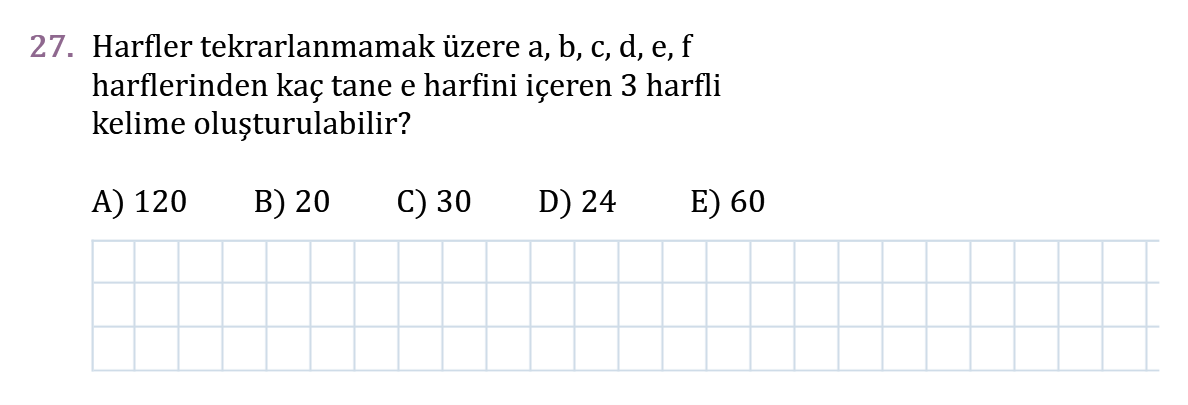 27. Harfler tekrarlanmamak üzere a, b, c, d, e, f
harflerinden kaç tane e harfini içeren 3 harfli
kelime oluşturulabilir?
A) 120 B) 20 C) 30 D) 24 E) 60